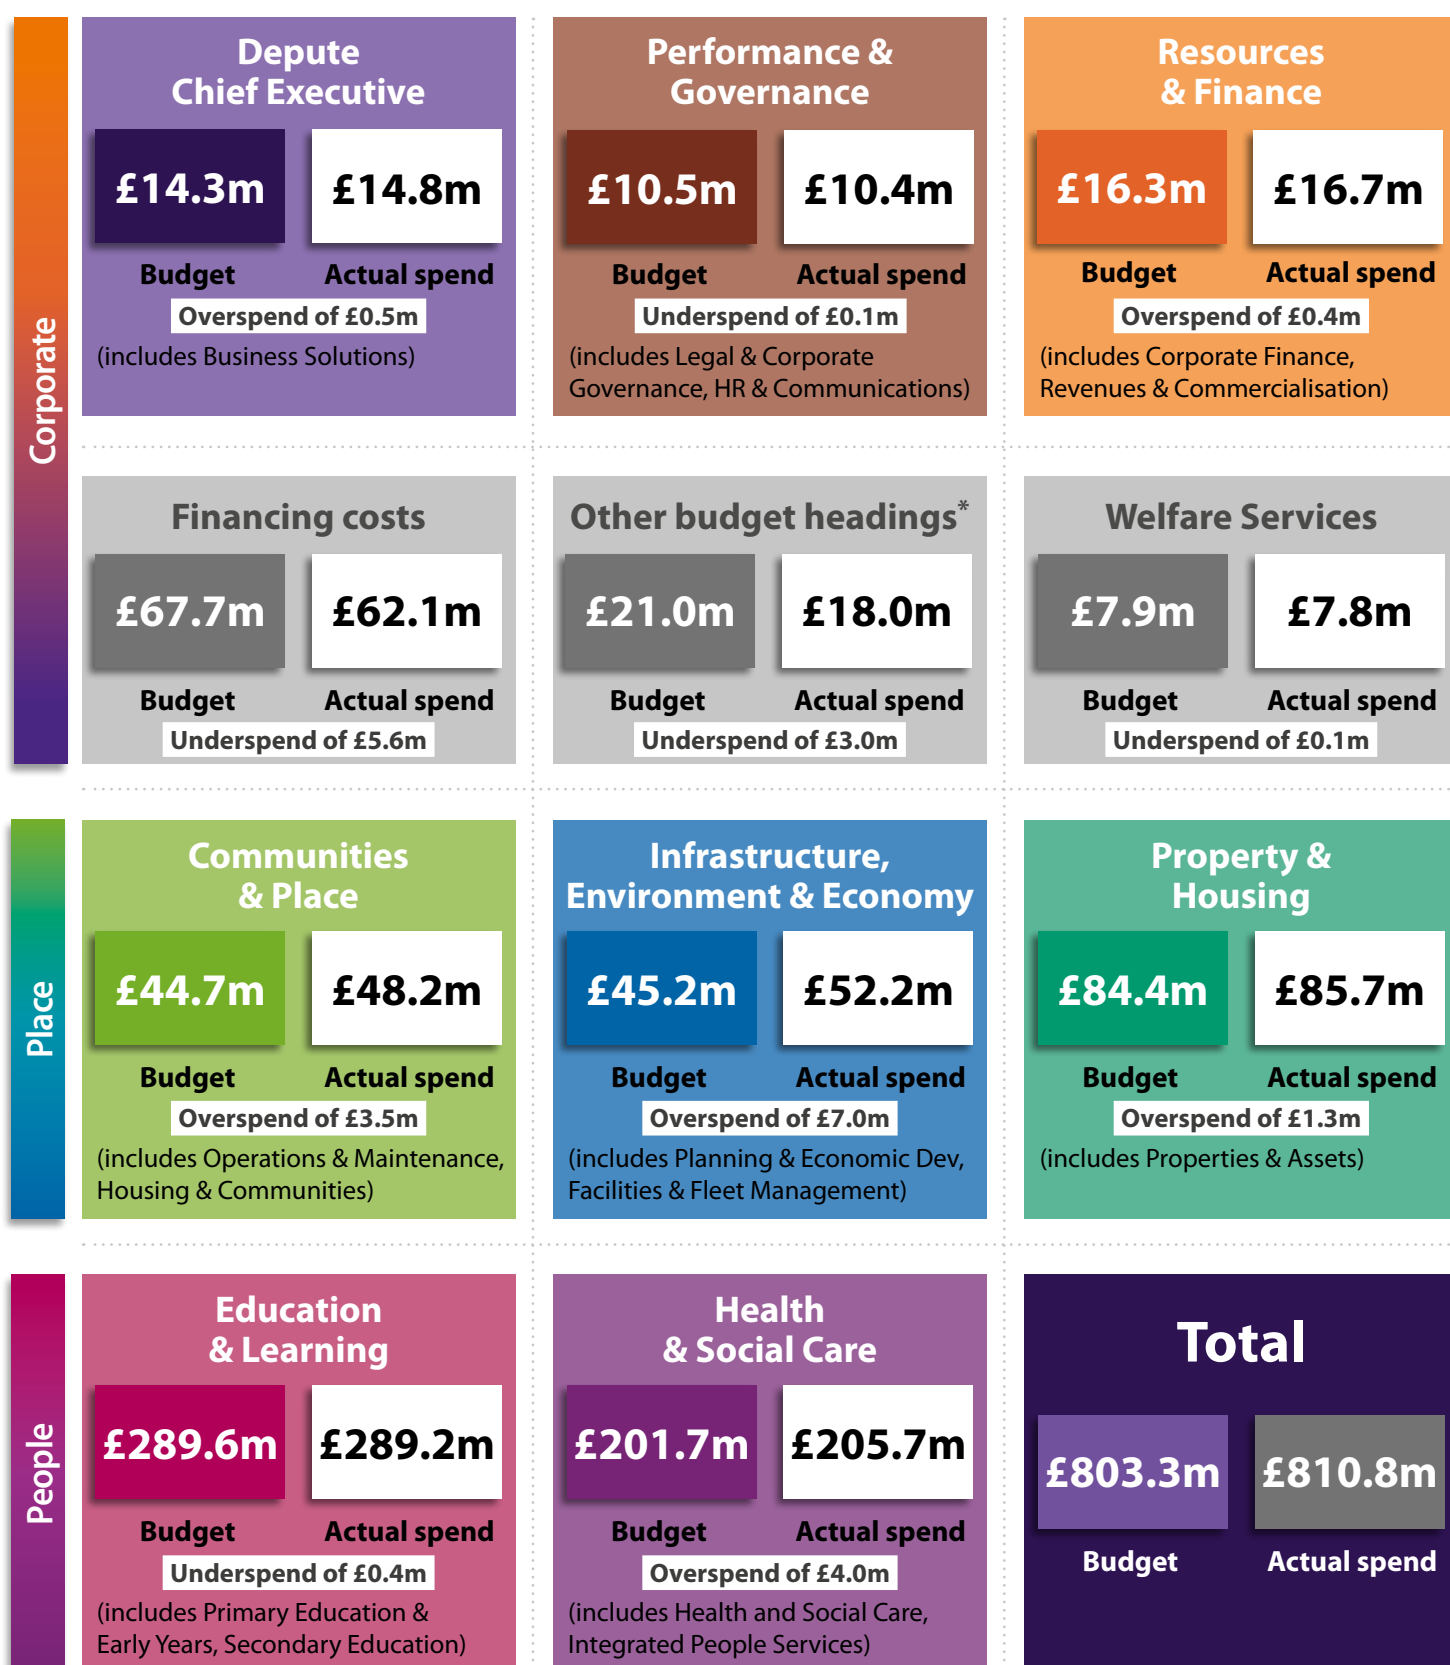 Corporate
Depute
Chief Executive
£14.3m
£14.8m
Budget
Actual spend
Overspend of £0.5m
(includes Business Solutions)
Performance &
Governance
£10.5m
£10.4m
Budget
Actual spend
Underspend of £0.1m
(includes Legal & Corporate
Governance, HR & Communications)
Resources
& Finance
£16.3m
£16.7m
Budget
Actual spend
Overspend of £0.4m
(includes Corporate Finance,
Revenues & Commercialisation)
Financing costs
£67.7m
£62.1m
Budget
Actual spend
Underspend of £5.6m
Other budget headings*
£21.0m
£18.0m
Budget
Actual spend
Underspend of £3.0m
Welfare Services
£7.9m
£7.8m
Budget
Actual spend
Underspend of £0.1m
Place
Communities
& Place
£44.7m
£48.2m
Budget
Actual spend
Overspend of £3.5m
(includes Operations & Maintenance,
Housing & Communities)
Infrastructure,
Environment & Economy
£45.2m
£52.2m
Budget
Actual spend
Overspend of £7.0m
(includes Planning & Economic Dev,
Facilities & Fleet Management)
Property &
Housing
£84.4m
£85.7m
Budget
Actual spend
Overspend of £1.3m
(includes Properties & Assets)
People
Education
& Learning
£289.6m
£289.2m
Budget
Actual spend
Underspend of £0.4m
(includes Primary Education &
Early Years, Secondary Education)
Health
& Social Care
£201.7m
£205.7m
Budget
Actual spend
Overspend of £4.0m
(includes Health and Social Care,
Integrated People Services)
Total
£803.3m
£810.8m
Budget
Actual spend